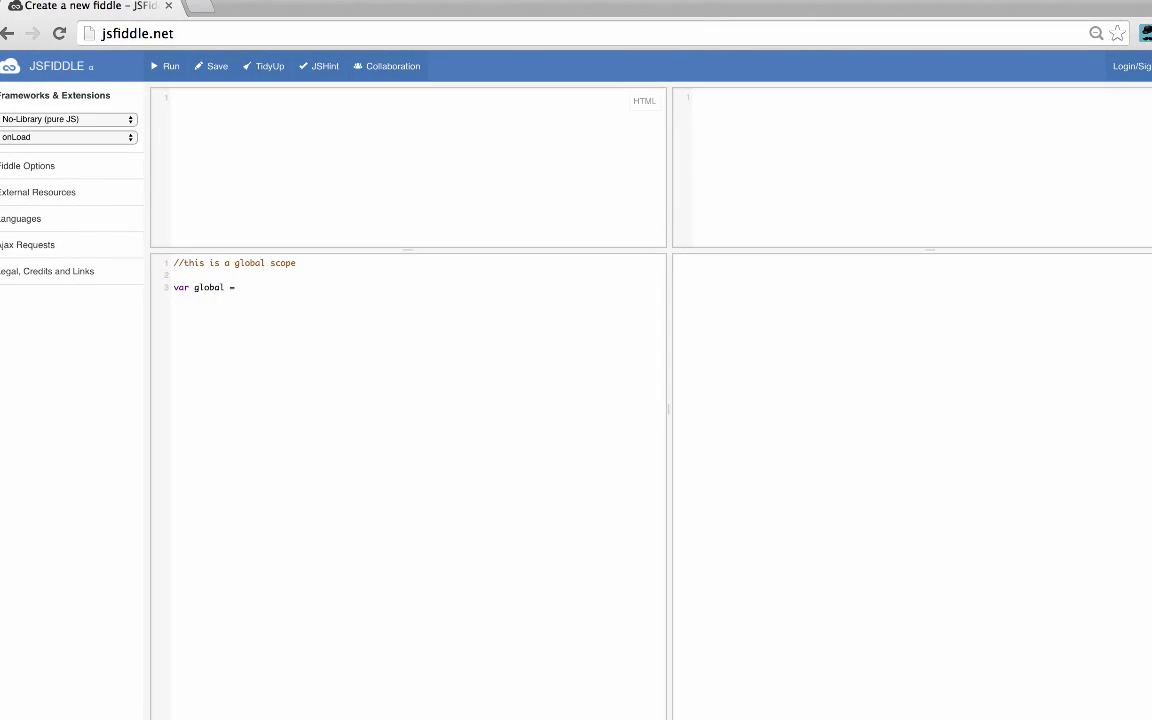 Create a new fiddle – JSFid
jsfiddle.net
JSFIDDLE α
Run
Save
TidyUp
JSHint
Collaboration
Login/Sig
Frameworks & Extensions
No-Library (pure JS)
onLoad
Fiddle Options
External Resources
Languages
Ajax Requests
Legal, Credits and Links
1
HTML
1
1 //this is a global scope
2
3 var global =